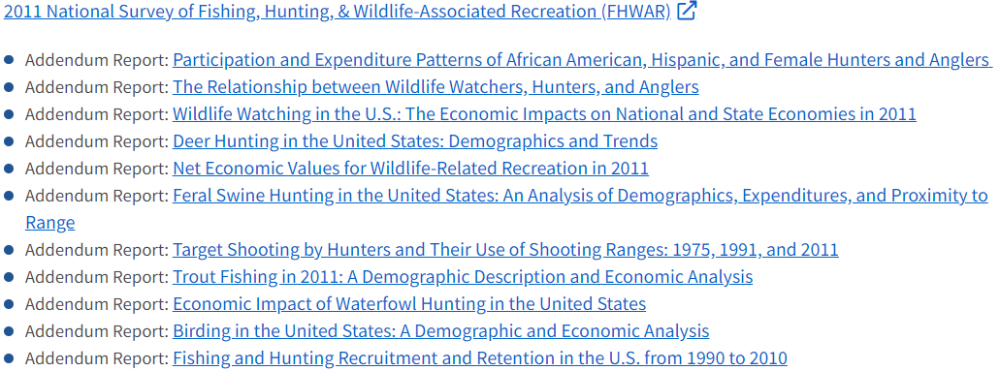 2011 National Survey of Fishing, Hunting, & Wildlife-Associated Recreation (FHWAR)
Addendum Report: Participation and Expenditure Patterns of African American, Hispanic, and Female Hunters and Anglers
Addendum Report: The Relationship between Wildlife Watchers, Hunters, and Anglers
Addendum Report: Wildlife Watching in the U.S.: The Economic Impacts on National and State Economies in 2011
Addendum Report: Deer Hunting in the United States: Demographics and Trends
Addendum Report: Net Economic Values for Wildlife-Related Recreation in 2011
Addendum Report: Feral Swine Hunting in the United States: An Analysis of Demographics, Expenditures, and Proximity to
Range
Addendum Report: Target Shooting by Hunters and Their Use of Shooting Ranges: 1975, 1991, and 2011
Addendum Report: Trout Fishing in 2011: A Demographic Description and Economic Analysis
Addendum Report: Economic Impact of Waterfowl Hunting in the United States
Addendum Report: Birding in the United States: A Demographic and Economic Analysis
Addendum Report: Fishing and Hunting Recruitment and Retention in the U.S. from 1990 to 2010